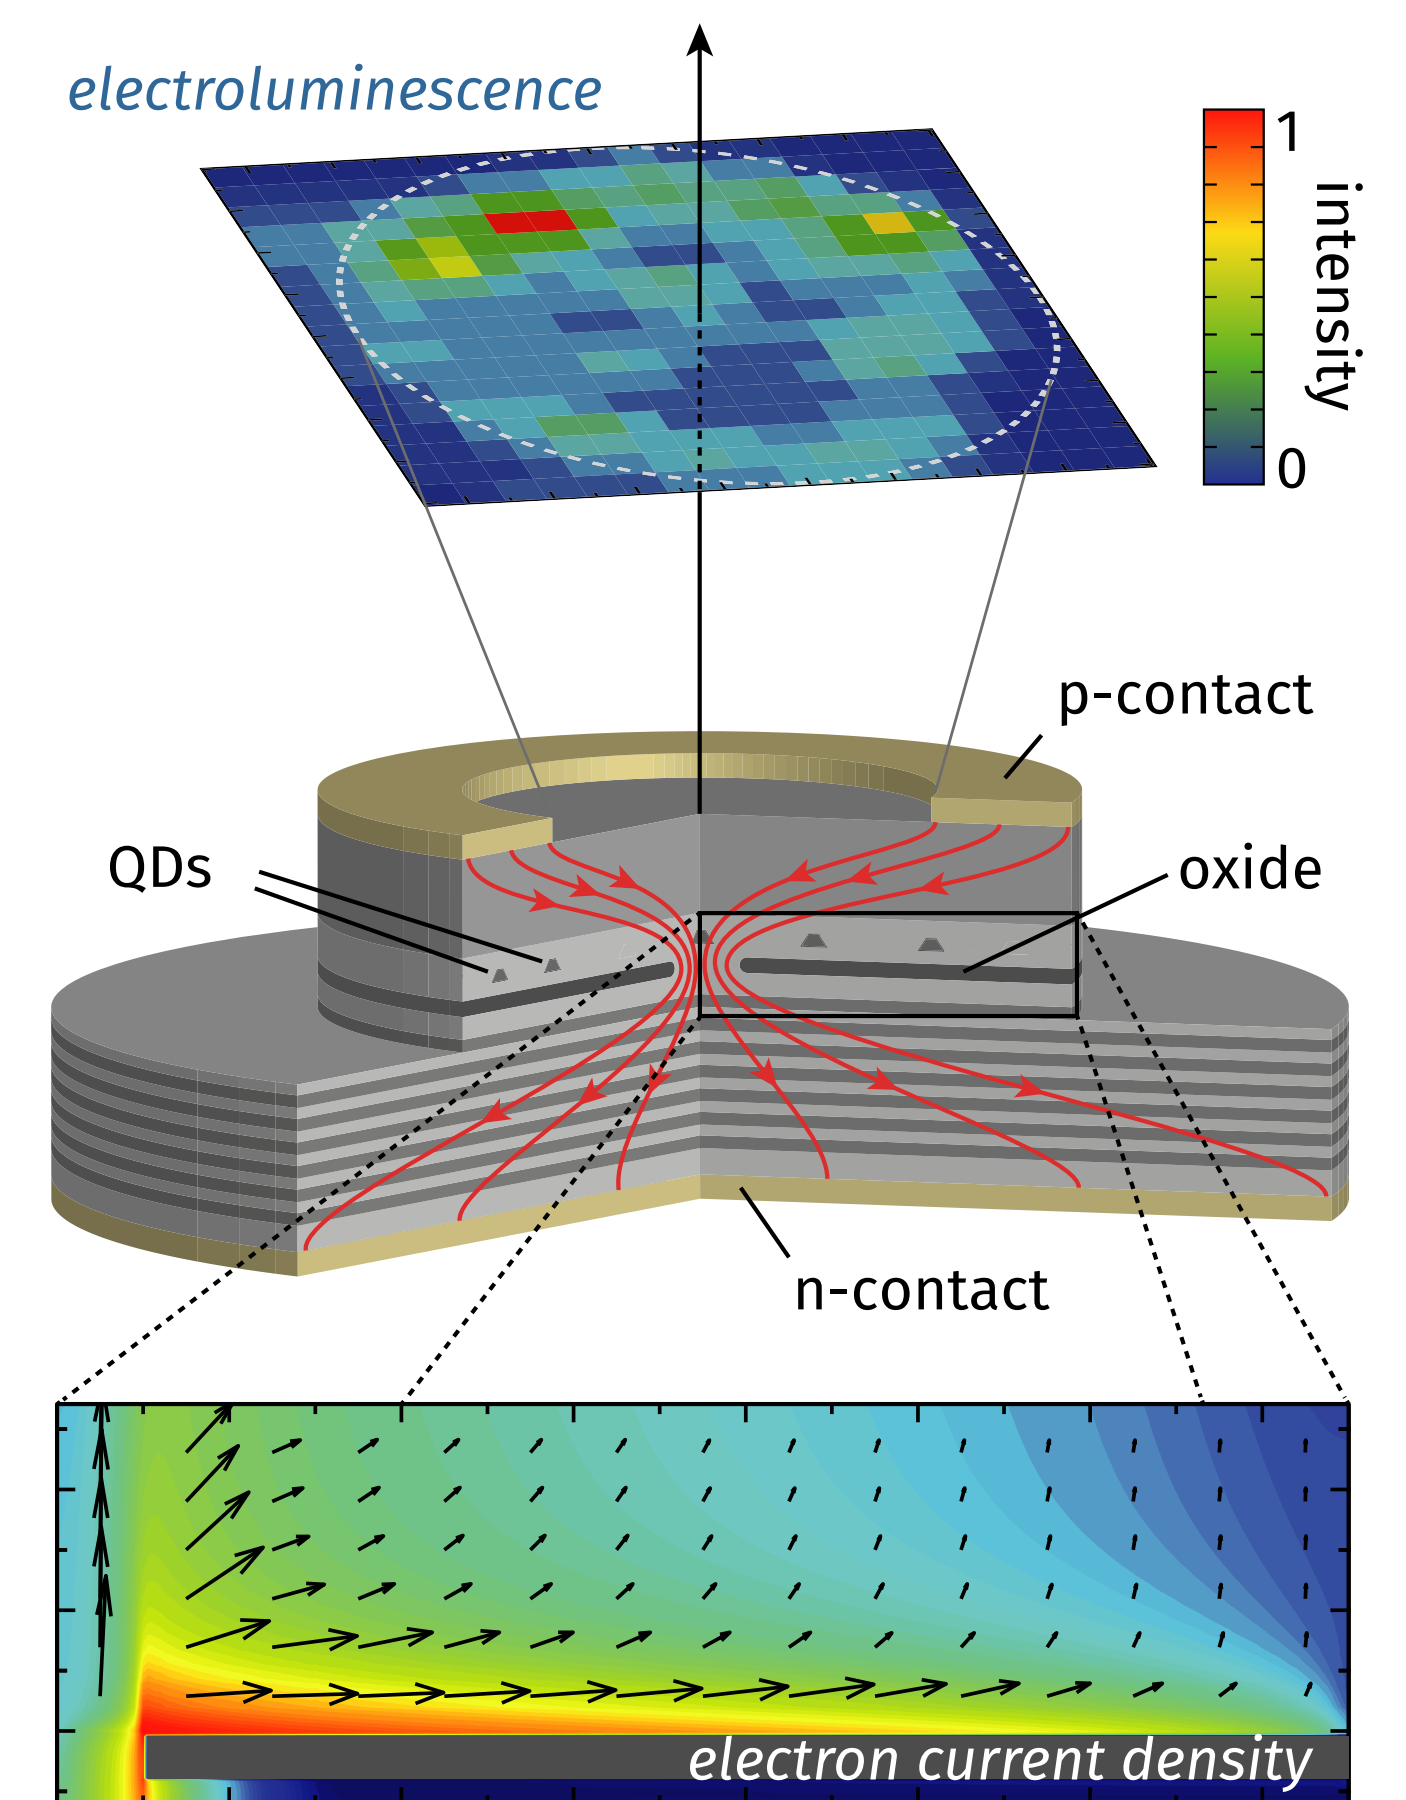 electroluminescence
1
intensity
0
p-contact
QDs
oxide
n-contact
electron current density